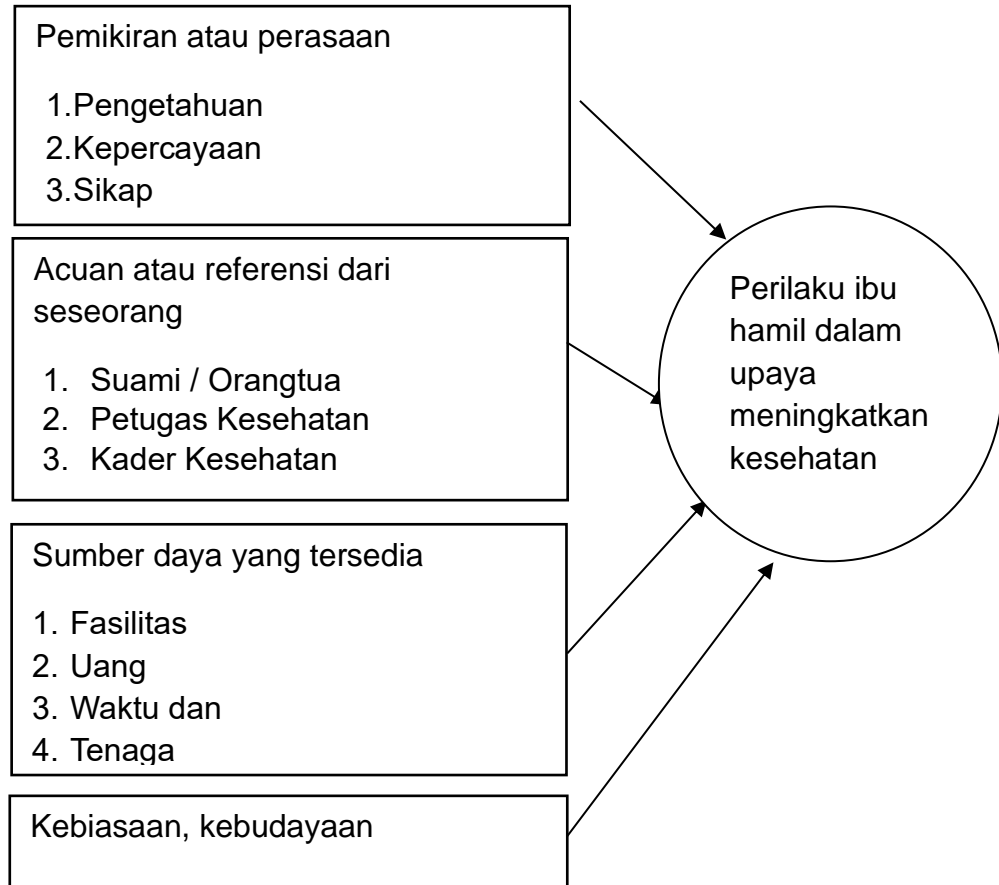 Pemikiran atau perasaan
1.Pengetahuan
2.Kepercayaan
3.Sikap
Acuan atau referensi dari
seseorang
1. Suami / Orangtua
2. Petugas Kesehatan
3. Kader Kesehatan
Sumber daya yang tersedia
1. Fasilitas
2. Uang
3. Waktu dan
4. Tenaga
Kebiasaan, kebudayaan
Perilaku ibu
hamil dalam
upaya
meningkatkan
kesehatan